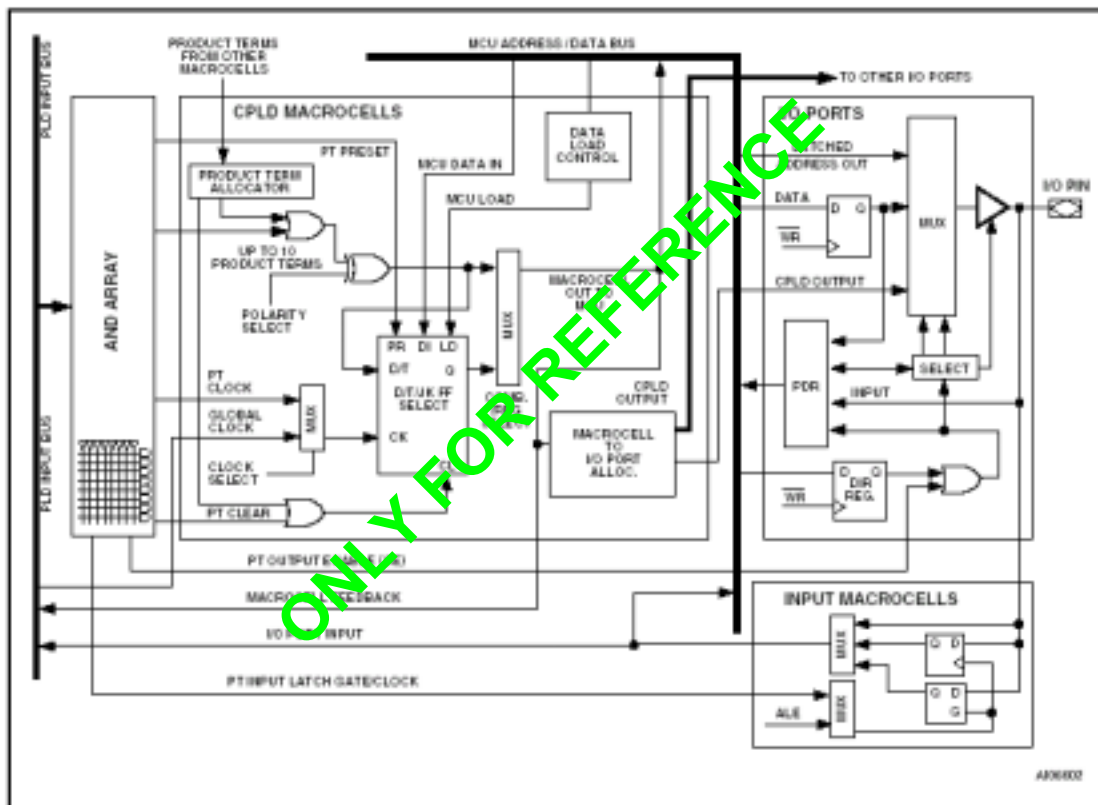 PLD INPUT BUS
PRODUCT TERMS
FROM OTHER
MACROCELLS
MCU ADDRESS / DATA BUS
TO OTHER I/O PORTS
CPLD MACROCELLS
I/O PORTS
PT PRESET
MCU DATA IN
DATA
LOAD
CONTROL
LATCHED
ADDRESS OUT
I/O PIN
PRODUCT TERM
ALLOCATOR
MCU LOAD
DATA
D Q
MUX
WR
UP TO 10
PRODUCT TERMS
MUX
MACROCELL
OUT TO
MCU
CPLD OUTPUT
POLARITY
SELECT
AND ARRAY
PR DI LD
D/T Q
D/T/JK FF
SELECT
CK
CL
COMB.
/REG.
SELECT
CPLD
OUTPUT
PDR
SELECT
INPUT
PT
CLOCK
GLOBAL
CLOCK
CLOCK
SELECT
MUX
MACROCELL
TO
I/O PORT
ALLOC.
D Q
DIR
REG.
WR
PLD INPUT BUS
PT CLEAR
PT OUTPUT ENABLE (OE)
MACROCELL FEEDBACK
I/O PORT INPUT
INPUT MACROCELLS
MUX
Q D
PT INPUT LATCH GATE/CLOCK
MUX
Q D
G
ALE
AI06602
ONLY FOR REFERENCE